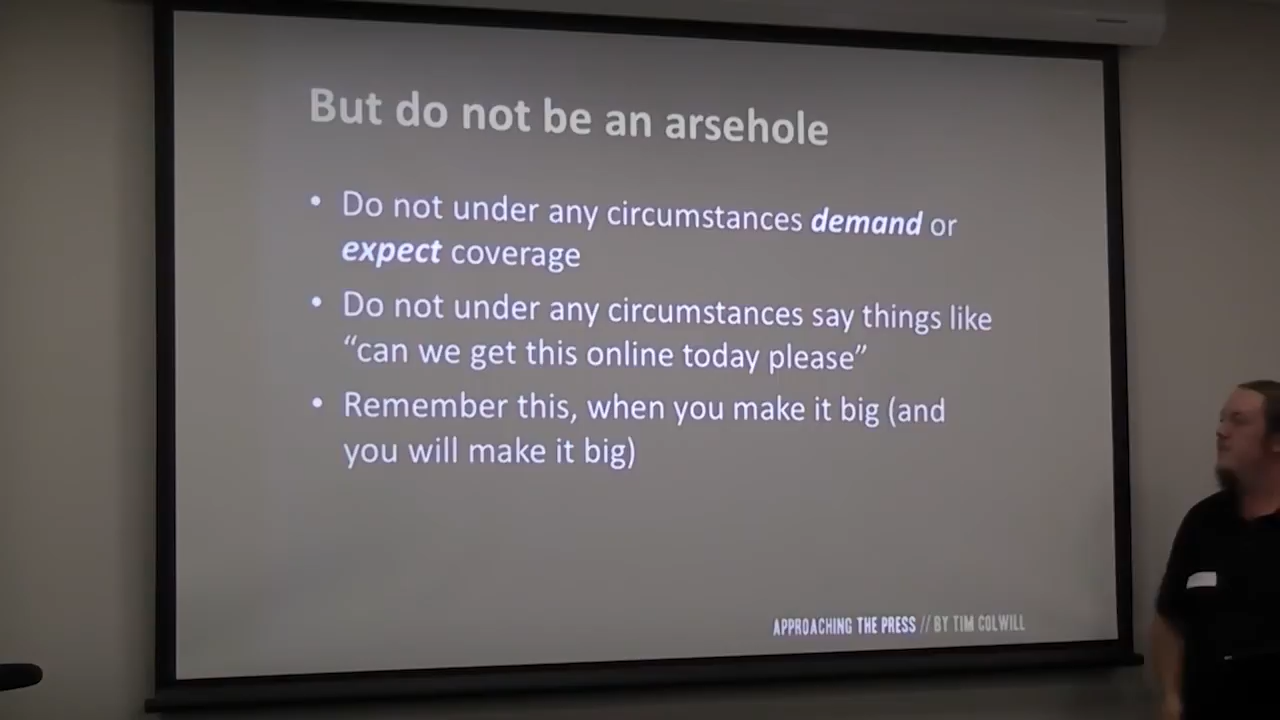 But do not be an arsehole
• Do not under any circumstances demand or
expect coverage
• Do not under any circumstances say things like
“can we get this online today please”
• Remember this, when you make it big (and
you will make it big)
APPROACHING THE PRESS // BY TIM COLWILL